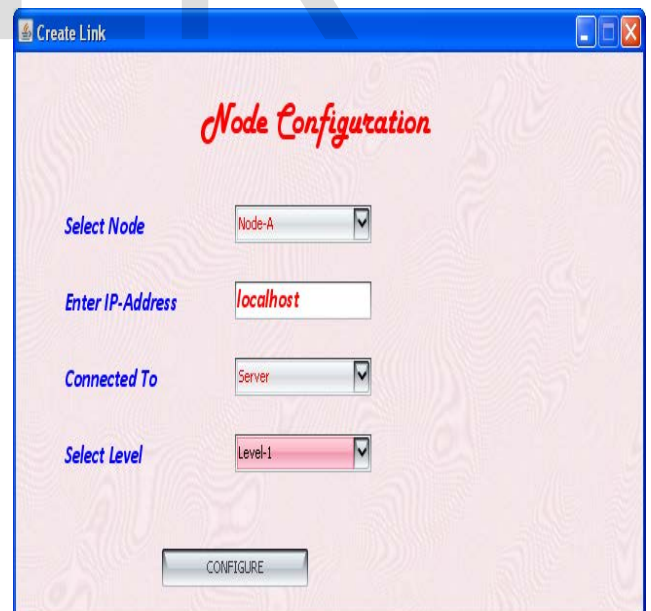 Create Link
Node Configuration
Select Node Node-A
Enter IP-Address localhost
Connected To Server
Select Level Level-1
CONFIGURE